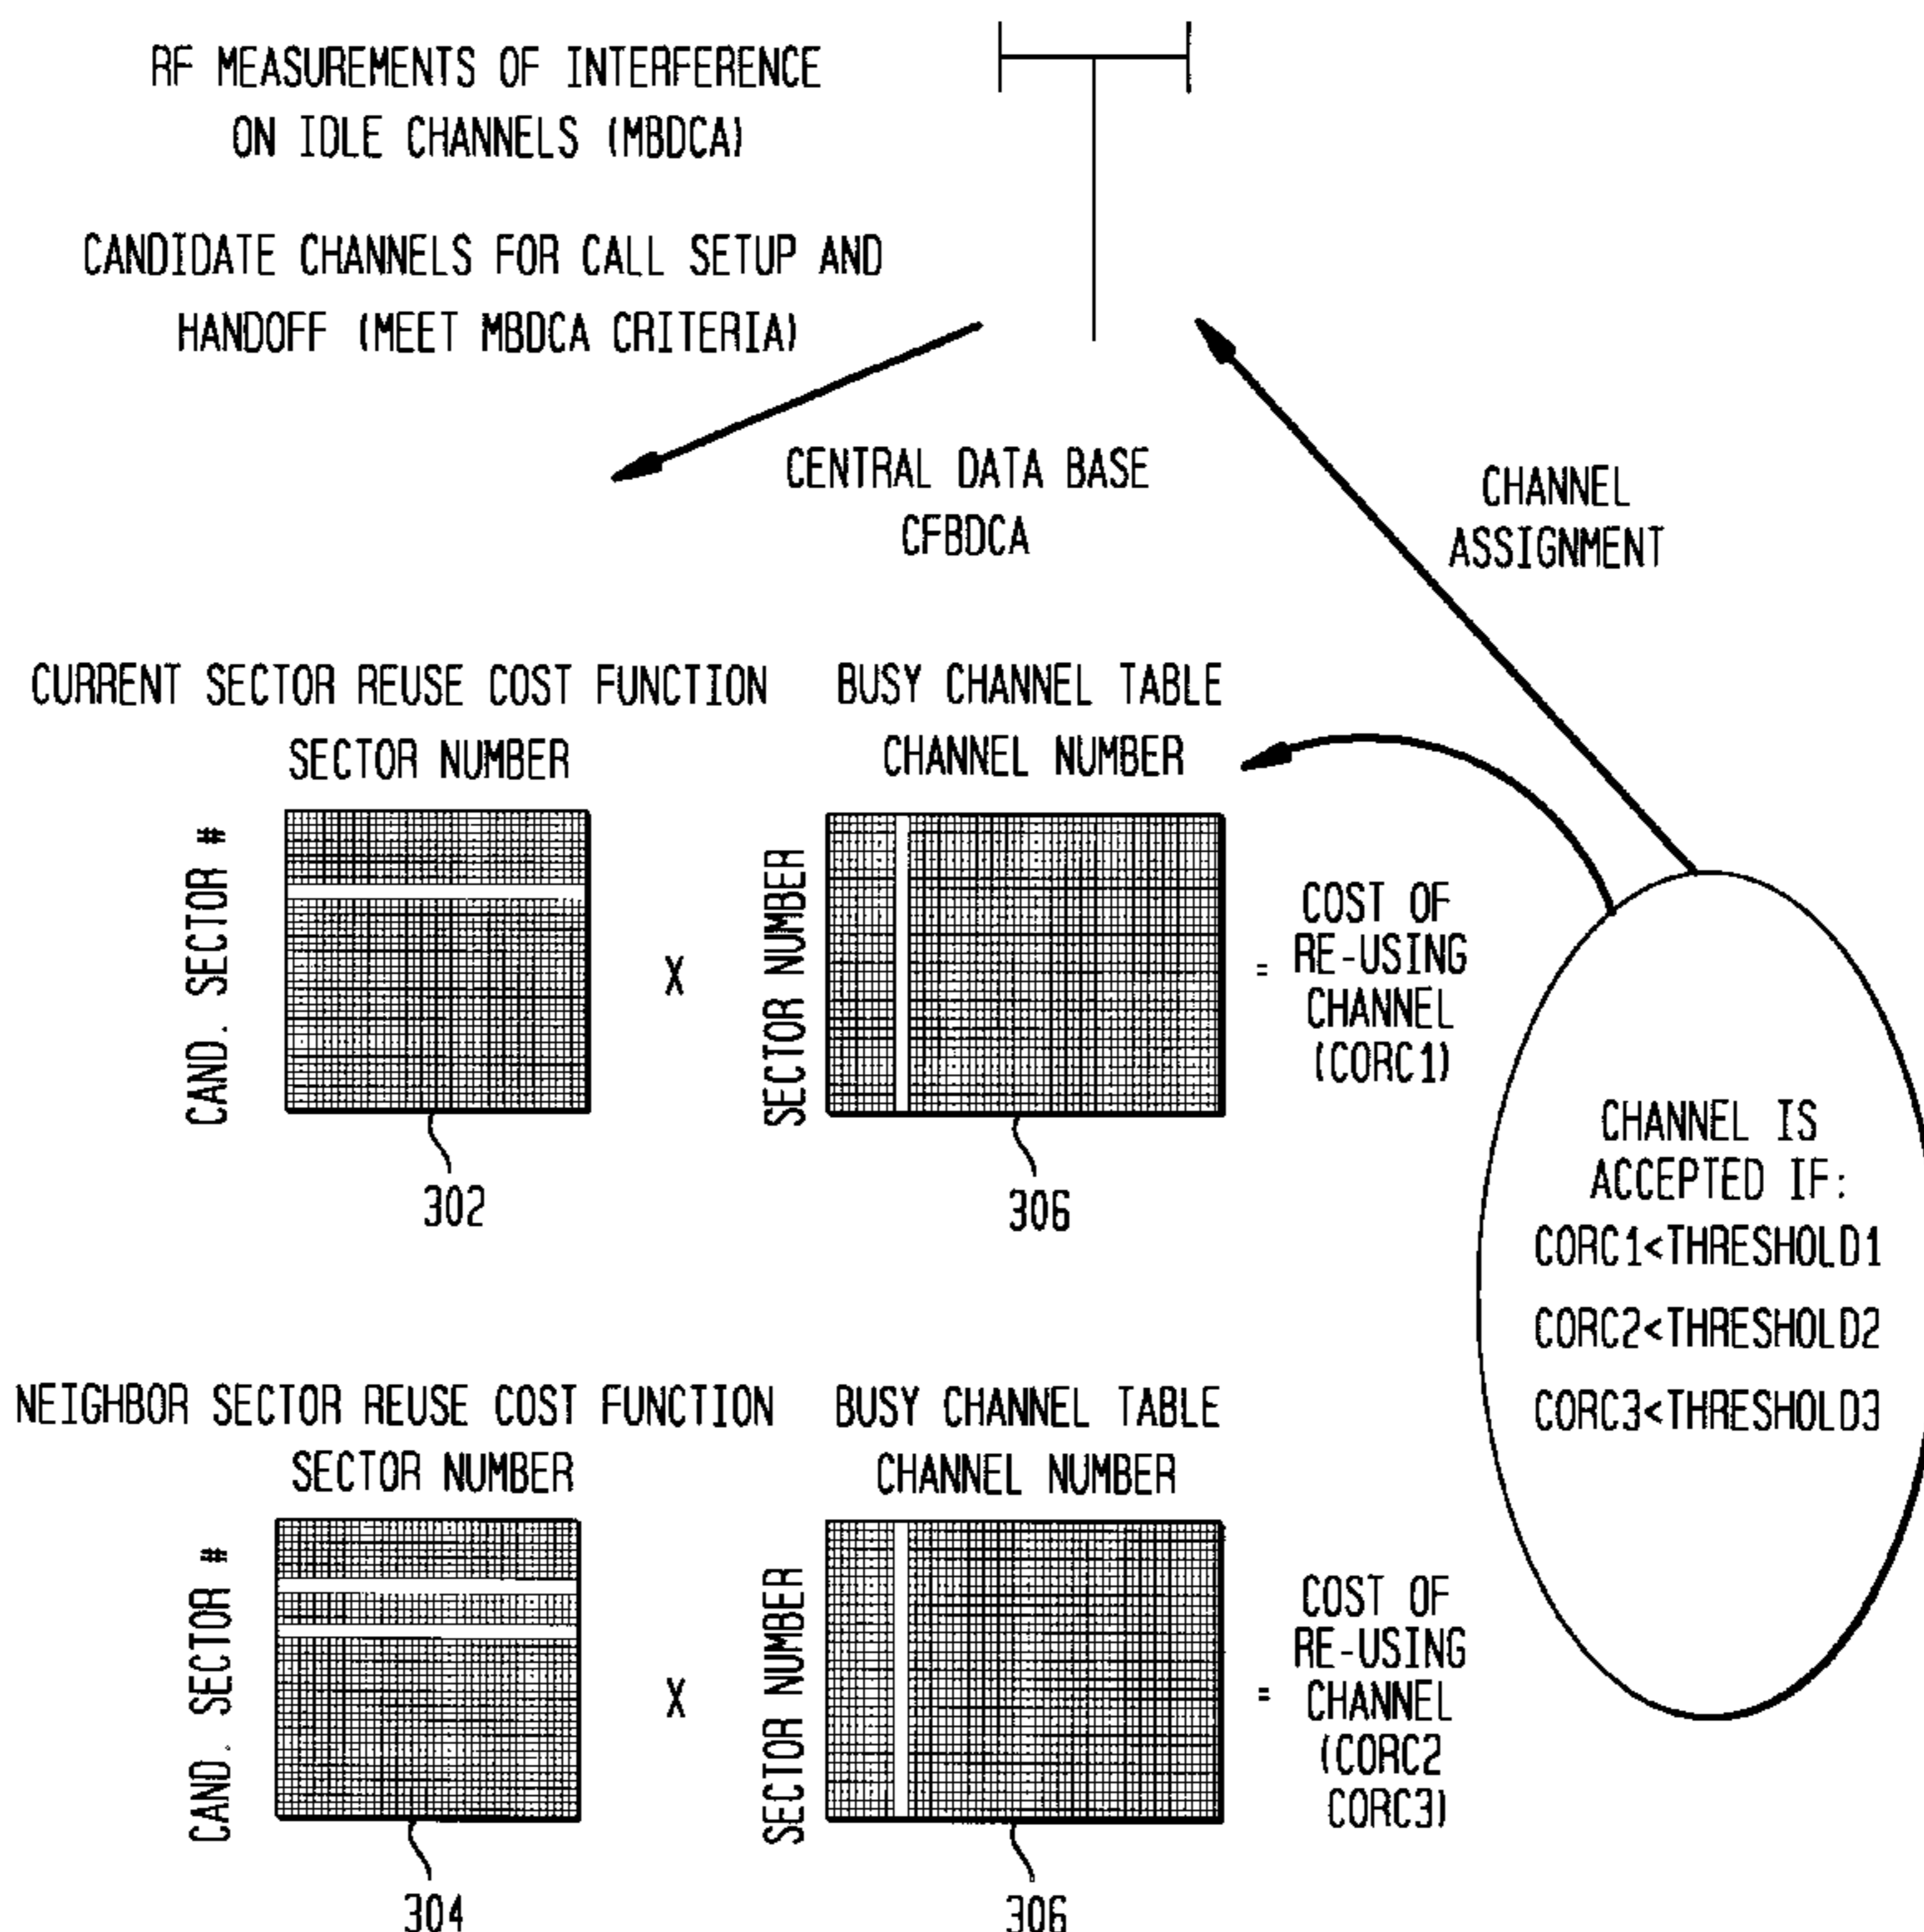 RF MEASUREMENTS OF INTERFERENCE
ON IDLE CHANNELS (MBDCA)
CANDIDATE CHANNELS FOR CALL SETUP AND
HANDOFF (MEET MBDCA CRITERIA)
CENTRAL DATA BASE
CFBDCA
CHANNEL
ASSIGNMENT
CURRENT SECTOR REUSE COST FUNCTION
SECTOR NUMBER
BUSY CHANNEL TABLE
CHANNEL NUMBER
CAND. SECTOR #
X
SECTOR NUMBER
=
COST OF
RE-USING
CHANNEL
(CORC1)
302
306
CHANNEL IS
ACCEPTED IF:
CORC1<THRESHOLD1
CORC2<THRESHOLD2
CORC3<THRESHOLD3
NEIGHBOR SECTOR REUSE COST FUNCTION
SECTOR NUMBER
BUSY CHANNEL TABLE
CHANNEL NUMBER
CAND. SECTOR #
X
SECTOR NUMBER
=
COST OF
RE-USING
CHANNEL
(CORC2
CORC3)
304
306